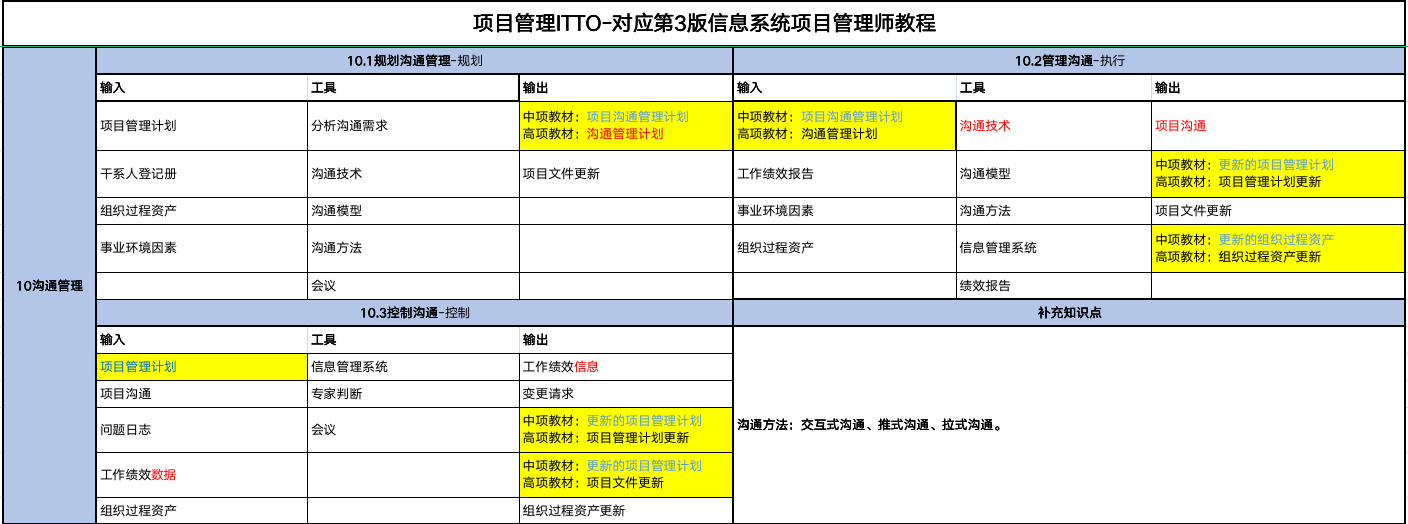 项目管理ITTO-对应第3版信息系统项目管理师教程
10沟通管理
10.1规划沟通管理-规划
输入
工具
输出
项目管理计划
分析沟通需求
中项教材：项目沟通管理计划
高项教材：沟通管理计划
干系人登记册
沟通技术
项目文件更新
组织过程资产
沟通模型
事业环境因素
沟通方法
会议
10.2管理沟通-执行
输入
工具
输出
中项教材：项目沟通管理计划
高项教材：沟通管理计划
沟通技术
项目沟通
工作绩效报告
沟通模型
中项教材：更新的项目管理计划
高项教材：项目管理计划更新
事业环境因素
沟通方法
项目文件更新
组织过程资产
信息管理系统
中项教材：更新的组织过程资产
高项教材：组织过程资产更新
绩效报告
10.3控制沟通-控制
输入
工具
输出
项目管理计划
信息管理系统
工作绩效信息
项目沟通
专家判断
变更请求
问题日志
会议
中项教材：更新的项目管理计划
高项教材：项目管理计划更新
工作绩效数据
中项教材：更新的项目管理计划
高项教材：项目文件更新
组织过程资产
组织过程资产更新
补充知识点
沟通方法：交互式沟通、推式沟通、拉式沟通。